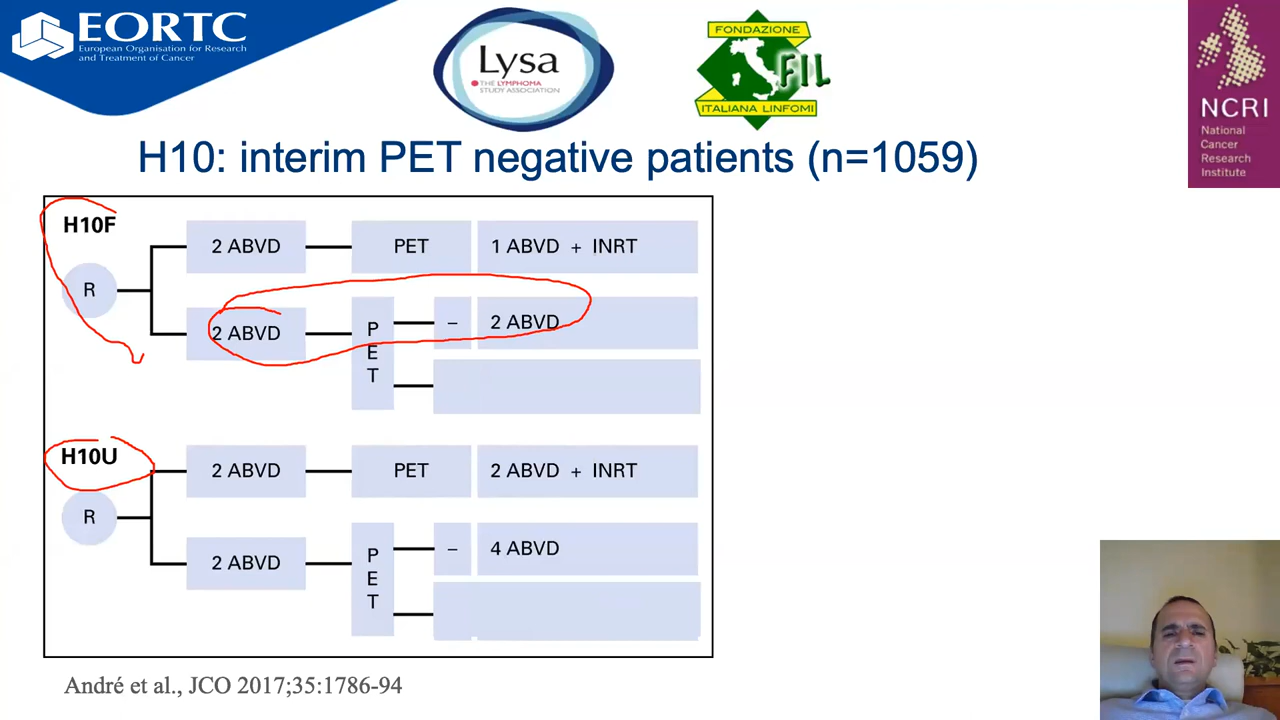 EORTC
European Organisation for Research
and Treatment of Cancer
Lysa
THE LYMPHOMA
STUDY ASSOCIATION
FONDAZIONE
FIL
ITALIANA LINFOMI
NCRI
National
Cancer
Research
Institute
H10: interim PET negative patients (n=1059)
H10F
R
2 ABVD
PET
1 ABVD + INRT
2 ABVD
PET
–
2 ABVD
H10U
R
2 ABVD
PET
2 ABVD + INRT
2 ABVD
PET
–
4 ABVD
André et al., JCO 2017;35:1786-94